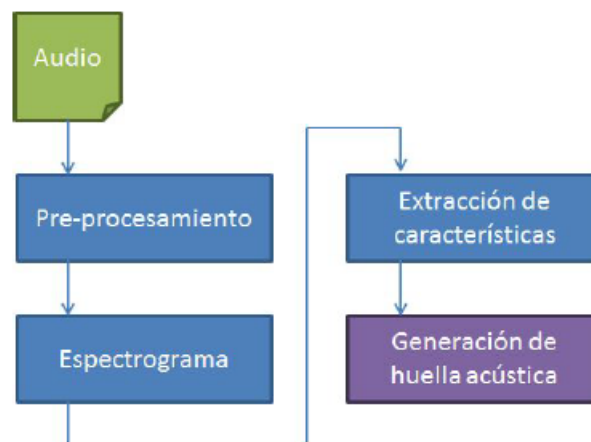 Audio
Pre-procesamiento
Espectrograma
Extracción de
características
Generación de
huella acústica